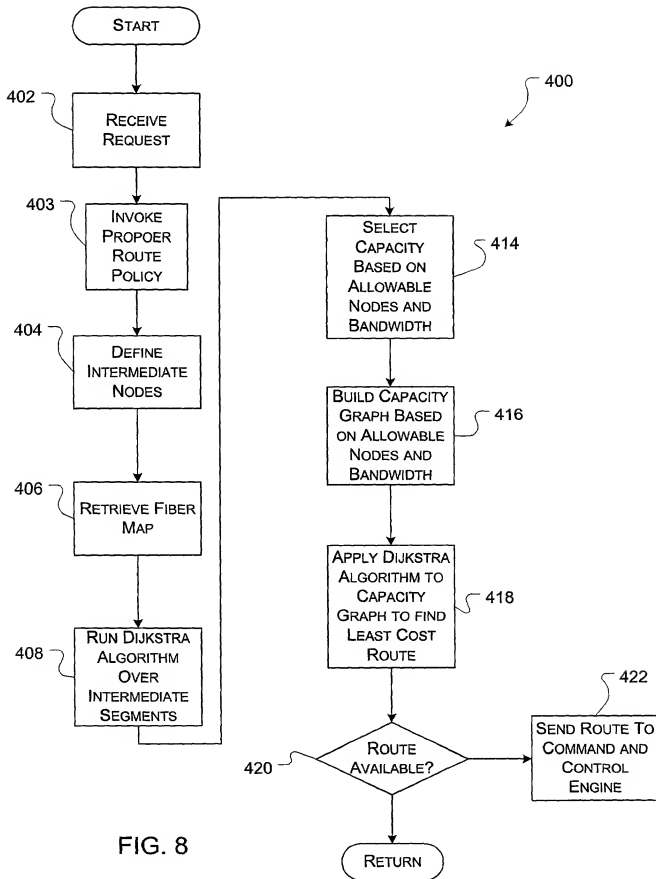 START
402
RECEIVE
REQUEST
403
INVOKE
PROPOER
ROUTE
POLICY
404
DEFINE
INTERMEDIATE
NODES
406
RETRIEVE FIBER
MAP
408
RUN DIJKSTRA
ALGORITHM
OVER
INTERMEDIATE
SEGMENTS
400
SELECT
CAPACITY
BASED ON
ALLOWABLE
NODES AND
BANDWIDTH
414
BUILD CAPACITY
GRAPH BASED
ON ALLOWABLE
NODES AND
BANDWIDTH
416
APPLY DIJKSTRA
ALGORITHM TO
CAPACITY
GRAPH TO FIND
LEAST COST
ROUTE
418
420
ROUTE
AVAILABLE?
422
SEND ROUTE TO
COMMAND AND
CONTROL
ENGINE
RETURN
FIG. 8